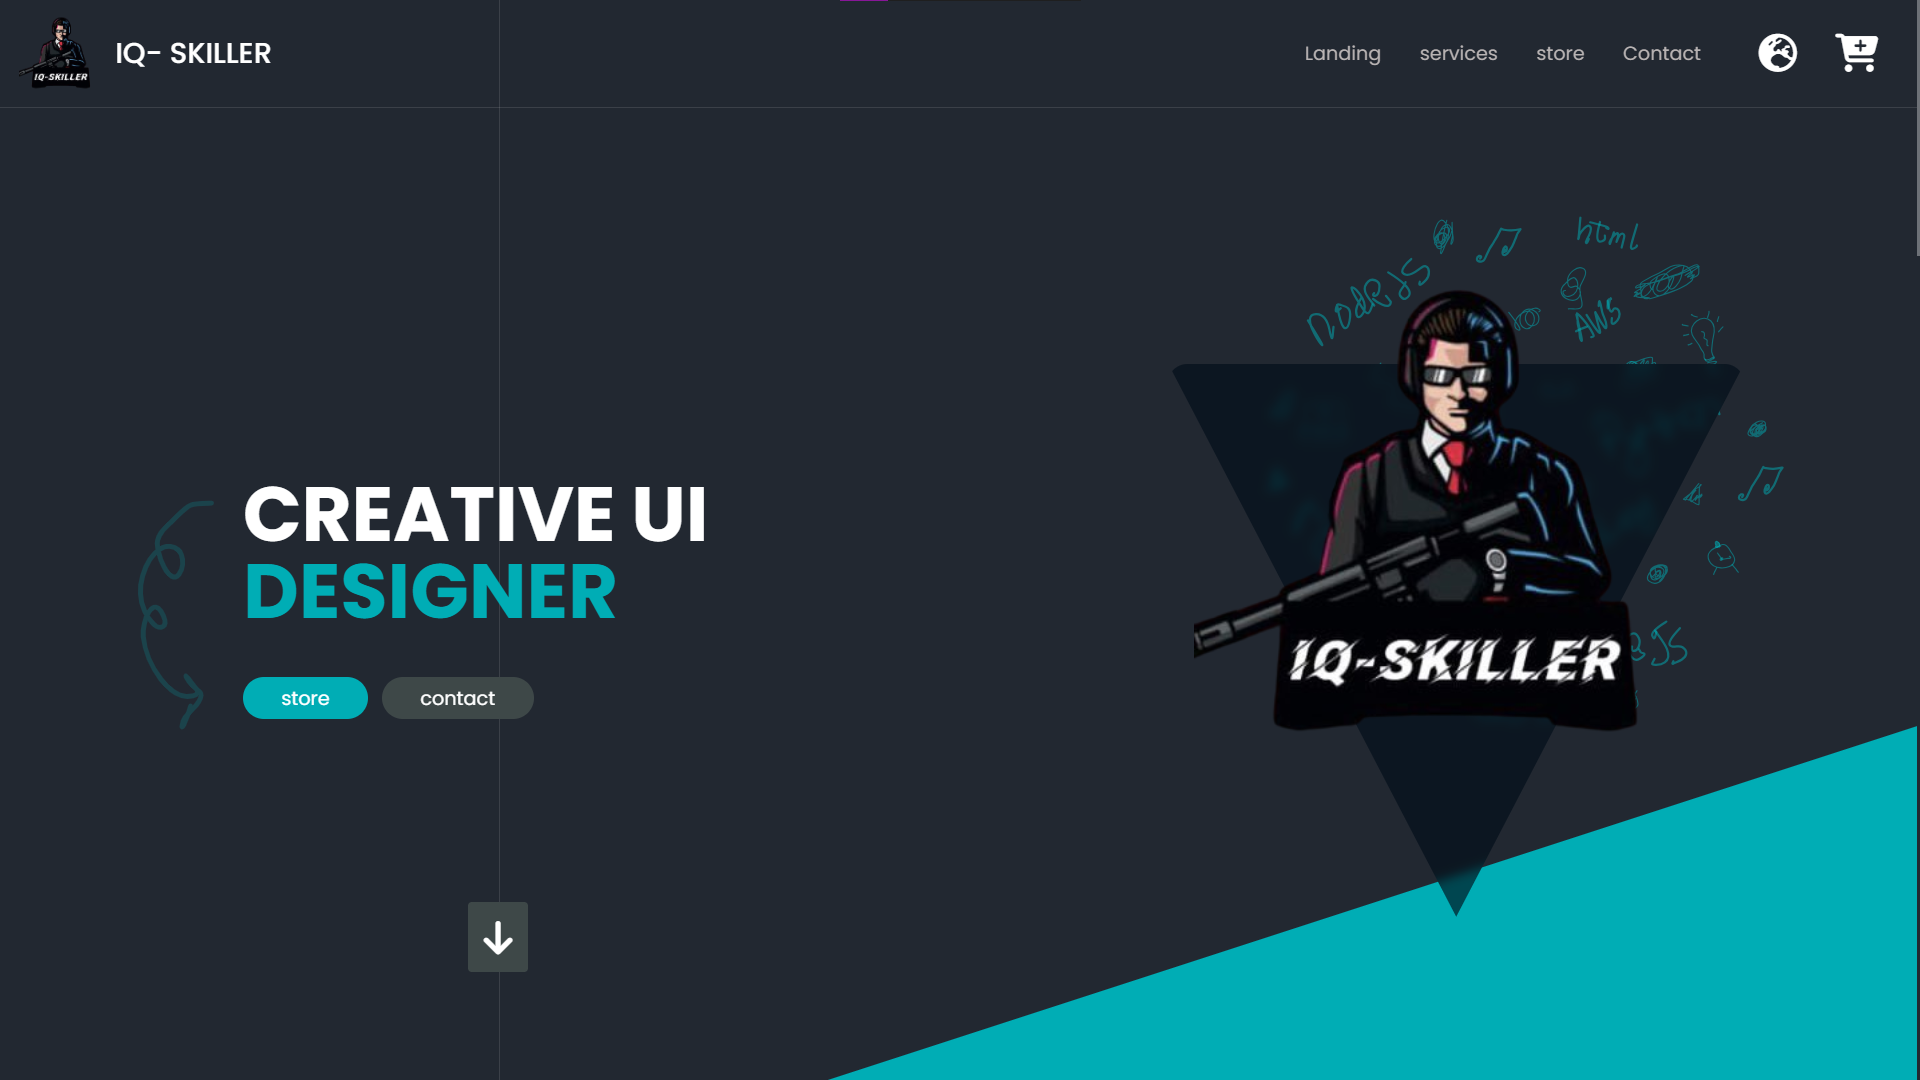 IQ-SKILLER
IQ- SKILLER
Landing
services
store
Contact
html
nodeJS
AWS
CREATIVE UI
DESIGNER
IQ-SKILLER
JS
store
contact